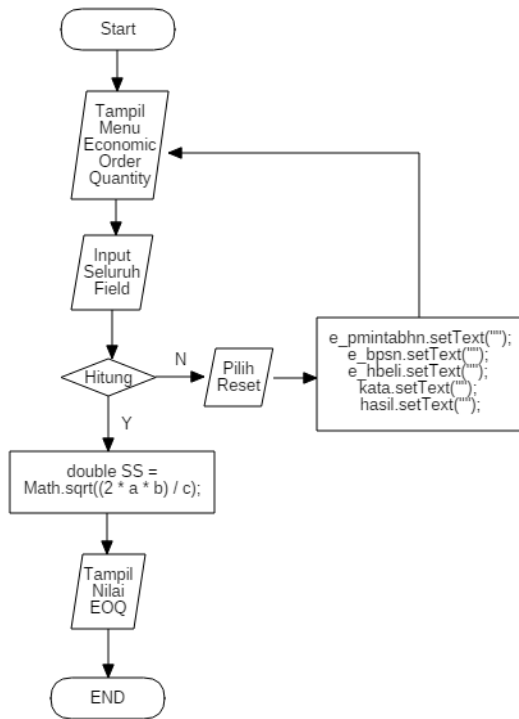 Start
Tampil
Menu
Economic
Order
Quantity
Input
Seluruh
Field
Hitung
N
Pilih
Reset
e_pmintabhn.setText("");
e_bpsn.setText("");
e_hbeli.setText("");
kata.setText("");
hasil.setText("");
Y
double SS =
Math.sqrt((2 * a * b) / c);
Tampil
Nilai
EOQ
END